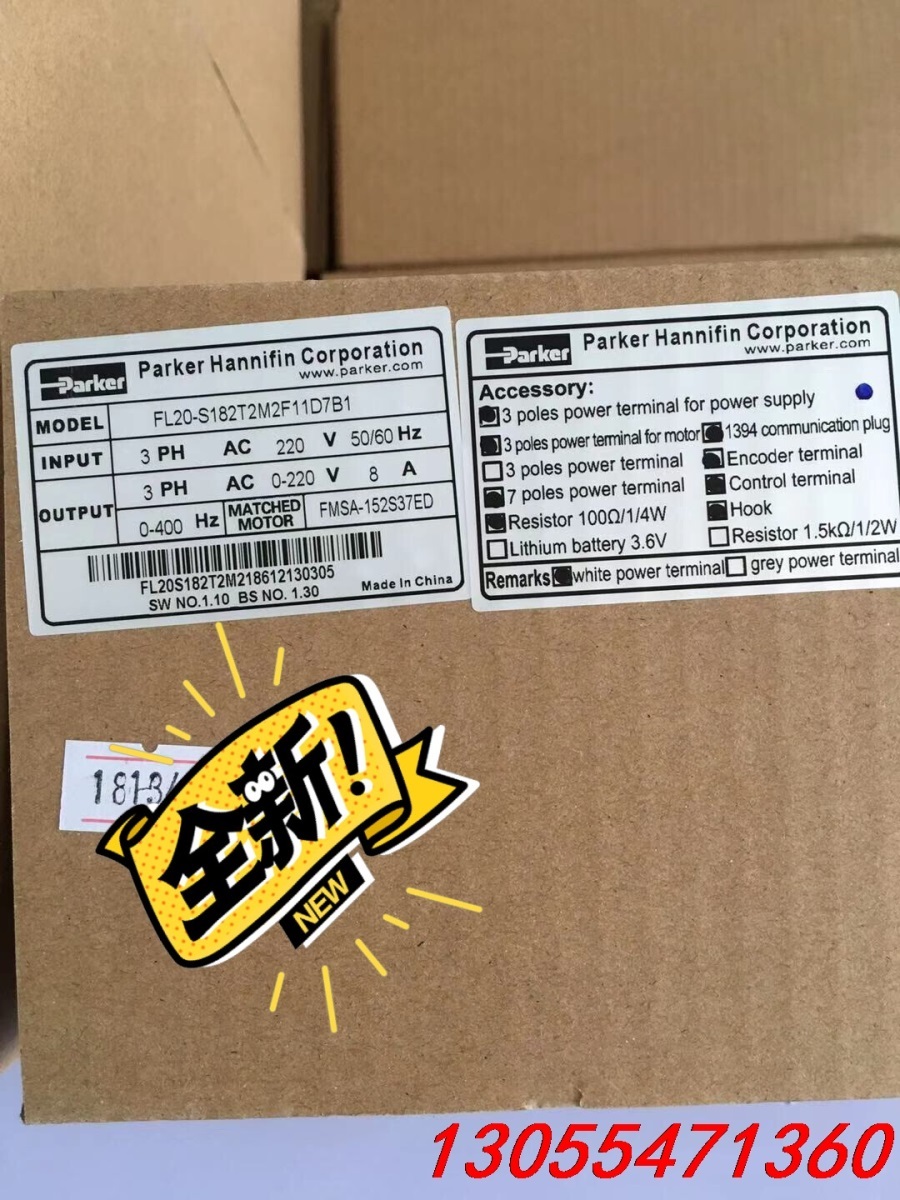 Parker
Parker Hannifin Corporation
www.parker.com
MODEL FL20-S182T2M2F11D7B1
INPUT 3 PH AC 220 V 50/60 Hz
OUTPUT 3 PH AC 0-220 V 8 A
0-400 Hz MATCHED MOTOR FMSA-152S37ED
FL20S182T2M218612130305
SW NO.1.10 BS NO. 1.30 Made In China
Parker
Parker Hannifin Corporation
www.parker.com
Accessory:
3 poles power terminal for power supply
3 poles power terminal for motor 1394 communication plug
3 poles power terminal Encoder terminal
7 poles power terminal Control terminal
Resistor 100Ω/1/4W Hook
Lithium battery 3.6V Resistor 1.5kΩ/1/2W
Remarks white power terminal grey power terminal
全新!
NEW
13055471360